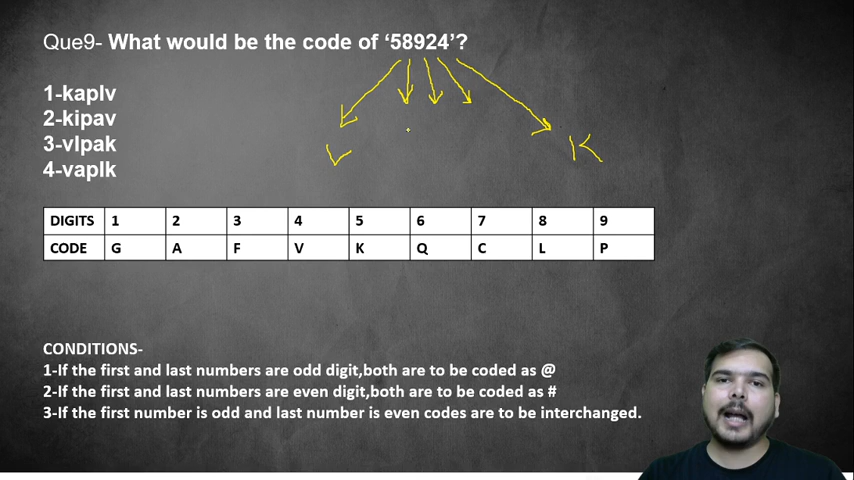 Que9- What would be the code of ‘58924’?
1-kaplv
2-kipav
3-vlpak
4-vaplk
V K
DIGITS 1 2 3 4 5 6 7 8 9
CODE G A F V K Q C L P
CONDITIONS-
1-If the first and last numbers are odd digit,both are to be coded as @
2-If the first and last numbers are even digit,both are to be coded as #
3-If the first number is odd and last number is even codes are to be interchanged.